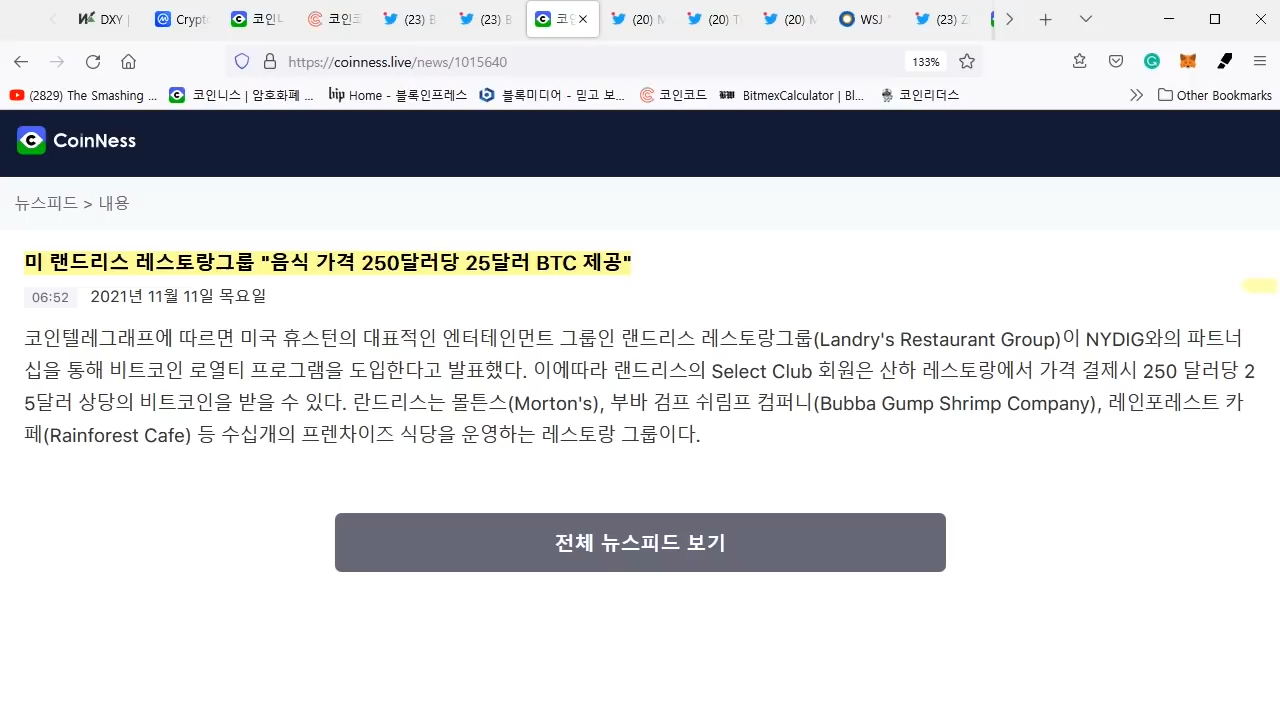 DXY |
Crypt
코인니
코인코
(23) B
(23) B
코인
(20) N
(20) T
(20) M
WSJ "
(23) Z
https://coinness.live/news/1015640
133%
(2829) The Smashing ...
코인니스 | 암호화폐 ...
bip Home - 블록인프레스
블록미디어 - 믿고 보...
코인코드
BitmexCalculator | Bl...
코인리더스
Other Bookmarks
CoinNess
뉴스피드 > 내용
미 랜드리스 레스토랑그룹 "음식 가격 250달러당 25달러 BTC 제공"
06:52 2021년 11월 11일 목요일
코인텔레그래프에 따르면 미국 휴스턴의 대표적인 엔터테인먼트 그룹인 랜드리스 레스토랑그룹(Landry's Restaurant Group)이 NYDIG와의 파트너
십을 통해 비트코인 로열티 프로그램을 도입한다고 발표했다. 이에따라 랜드리스의 Select Club 회원은 산하 레스토랑에서 가격 결제시 250 달러당 2
5달러 상당의 비트코인을 받을 수 있다. 란드리스는 몰튼스(Morton's), 부바 검프 쉬림프 컴퍼니(Bubba Gump Shrimp Company), 레인포레스트 카
페(Rainforest Cafe) 등 수십개의 프렌차이즈 식당을 운영하는 레스토랑 그룹이다.
전체 뉴스피드 보기